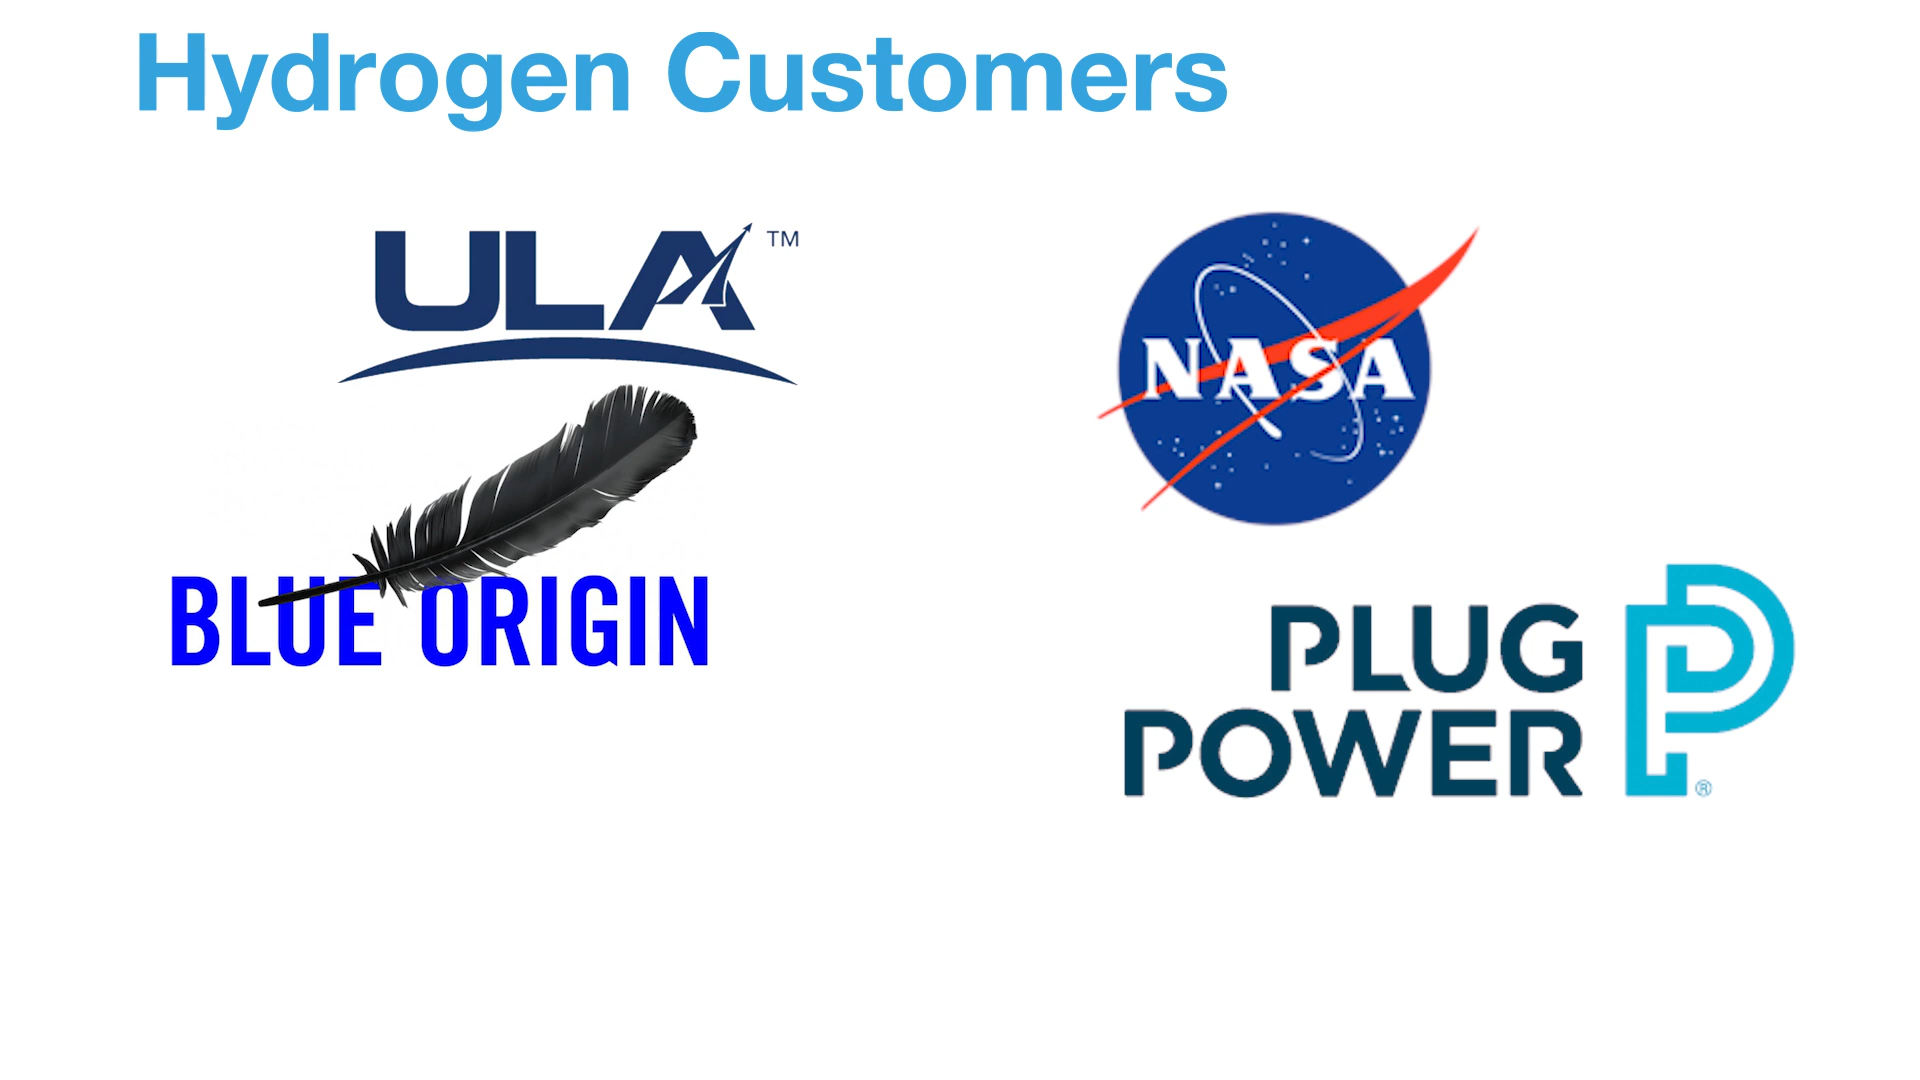 Hydrogen Customers
ULA™
NASA
BLUE ORIGIN
PLUG
POWER
®